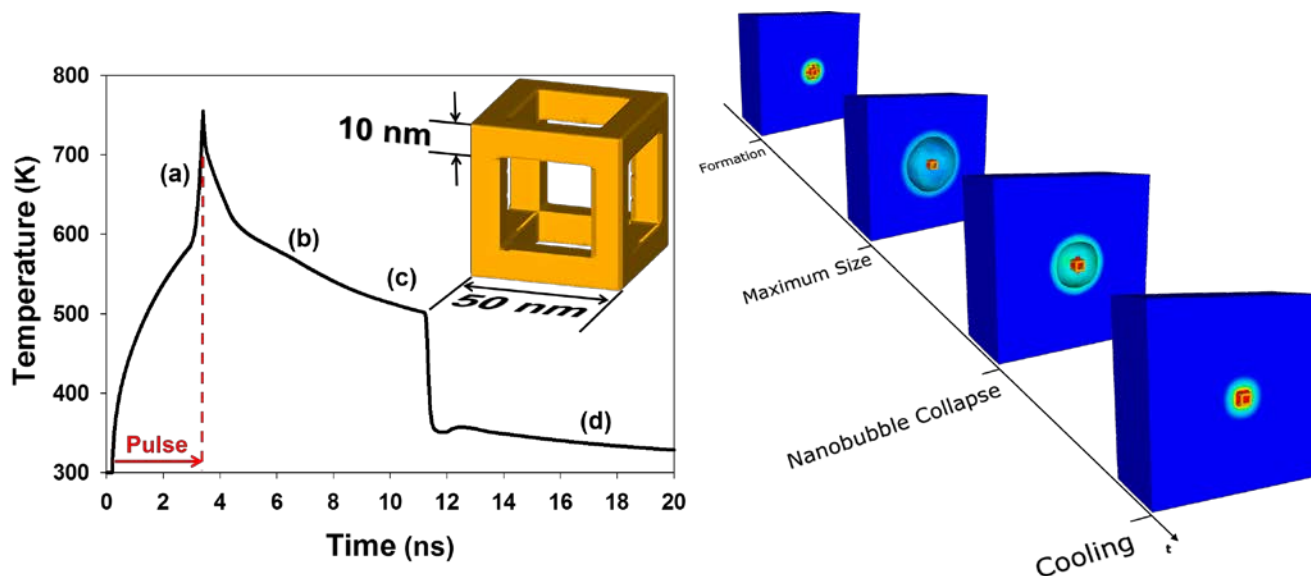 Temperature (K)
800
700
600
500
400
300
(a)
(b)
(c)
(d)
Pulse
10 nm
50 nm
0
2
4
6
8
10
12
14
16
18
20
Time (ns)
Formation
Maximum Size
Nanobubble Collapse
Cooling
t